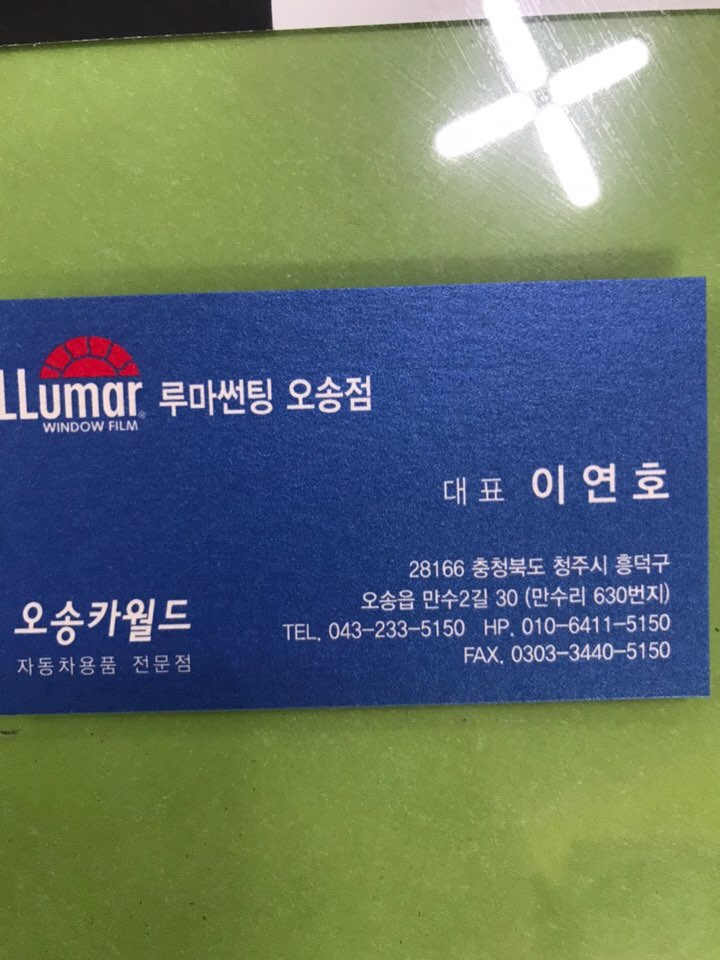 LLumar 루마썬팅 오송점
WINDOW FILM
대표 이연호
28166 충청북도 청주시 흥덕구
오송읍 만수2길 30 (만수리 630번지)
TEL. 043-233-5150 HP. 010-6411-5150
FAX. 0303-3440-5150
오송카월드
자동차용품 전문점